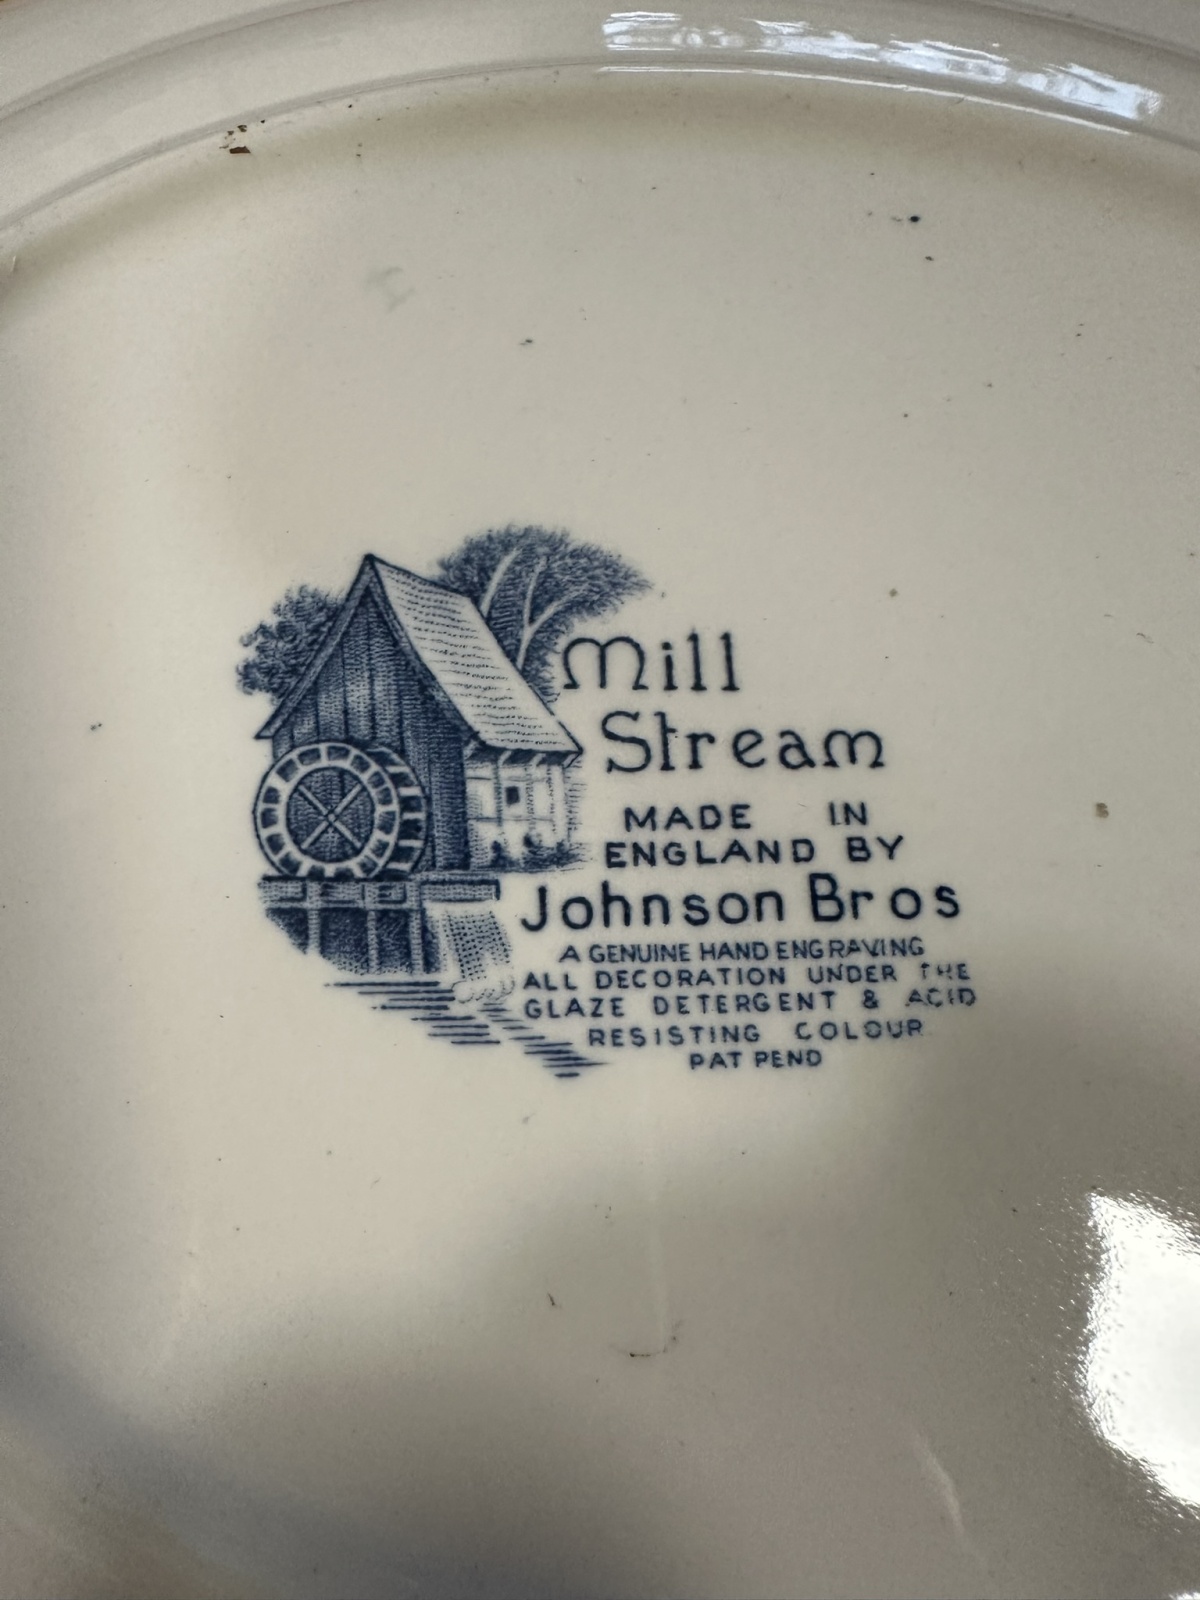 Mill
Stream
MADE IN
ENGLAND BY
Johnson Bros
A GENUINE HAND ENGRAVING
ALL DECORATION UNDER THE
GLAZE DETERGENT & ACID
RESISTING COLOUR
PAT PEND